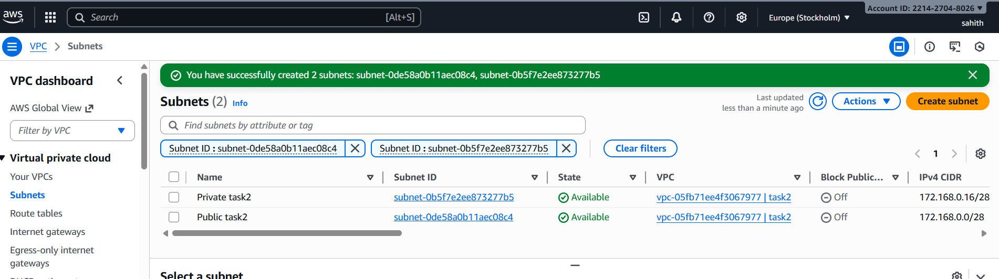 aws
Search [Alt+S]
Europe (Stockholm)
Account ID: 2214-2704-8026
sahith
VPC > Subnets
VPC dashboard
AWS Global View
Filter by VPC
Virtual private cloud
Your VPCs
Subnets
Route tables
Internet gateways
Egress-only internet
gateways
You have successfully created 2 subnets: subnet-0de58a0b11aec08c4, subnet-0b5f7e2ee873277b5
Subnets (2) Info
Last updated
less than a minute ago
Actions
Create subnet
Find subnets by attribute or tag
Subnet ID : subnet-0de58a0b11aec08c4
Subnet ID : subnet-0b5f7e2ee873277b5
Clear filters
1
Name Subnet ID State VPC Block Public... IPv4 CIDR
Private task2 subnet-0b5f7e2ee873277b5 Available vpc-05fb71ee4f3067977 | task2 Off 172.168.0.16/28
Public task2 subnet-0de58a0b11aec08c4 Available vpc-05fb71ee4f3067977 | task2 Off 172.168.0.0/28
Select a subnet